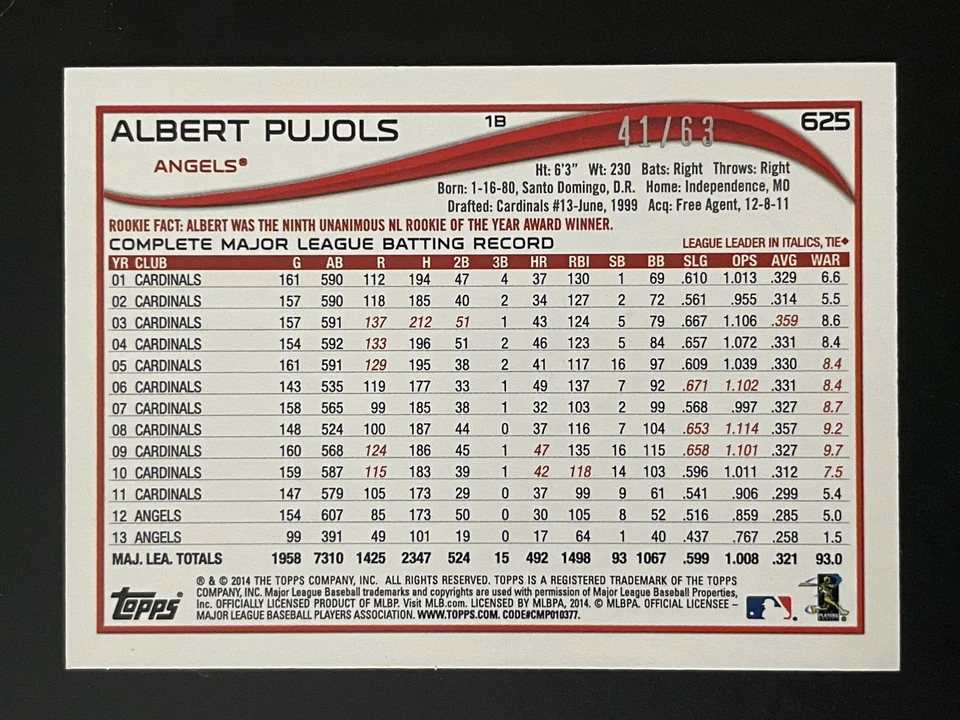 ALBERT PUJOLS 1B 41/63 625
ANGELS®
Ht: 6'3" Wt: 230 Bats: Right Throws: Right
Born: 1-16-80, Santo Domingo, D.R. Home: Independence, MO
Drafted: Cardinals #13-June, 1999 Acq: Free Agent, 12-8-11
ROOKIE FACT: ALBERT WAS THE NINTH UNANIMOUS NL ROOKIE OF THE YEAR AWARD WINNER.
COMPLETE MAJOR LEAGUE BATTING RECORD LEAGUE LEADER IN ITALICS, TIE◆
YR CLUB G AB R H 2B 3B HR RBI SB BB SLG OPS AVG WAR
01 CARDINALS 161 590 112 194 47 4 37 130 1 69 .610 1.013 .329 6.6
02 CARDINALS 157 590 118 185 40 2 34 127 2 72 .561 .955 .314 5.5
03 CARDINALS 157 591 137 212 51 1 43 124 5 79 .667 1.106 .359 8.6
04 CARDINALS 154 592 133 196 51 2 46 123 5 84 .657 1.072 .331 8.4
05 CARDINALS 161 591 129 195 38 2 41 117 16 97 .609 1.039 .330 8.4
06 CARDINALS 143 535 119 177 33 1 49 137 7 92 .671 1.102 .331 8.4
07 CARDINALS 158 565 99 185 38 1 32 103 2 99 .568 .997 .327 8.7
08 CARDINALS 148 524 100 187 44 0 37 116 7 104 .653 1.114 .357 9.2
09 CARDINALS 160 568 124 186 45 1 47 135 16 115 .658 1.101 .327 9.7
10 CARDINALS 159 587 115 183 39 1 42 118 14 103 .596 1.011 .312 7.5
11 CARDINALS 147 579 105 173 29 0 37 99 9 61 .541 .906 .299 5.4
12 ANGELS 154 607 85 173 50 0 30 105 8 52 .516 .859 .285 5.0
13 ANGELS 99 391 49 101 19 0 17 64 1 40 .437 .767 .258 1.5
MAJ. LEA. TOTALS 1958 7310 1425 2347 524 15 492 1498 93 1067 .599 1.008 .321 93.0
® & © 2014 THE TOPPS COMPANY, INC. ALL RIGHTS RESERVED. TOPPS IS A REGISTERED TRADEMARK OF THE TOPPS
COMPANY, INC. Major League Baseball trademarks and copyrights are used with permission of Major League Baseball Properties,
Inc. OFFICIALLY LICENSED PRODUCT OF MLBP. Visit MLB.com. LICENSED BY MLBPA, 2014. © MLBPA. OFFICIAL LICENSEE –
MAJOR LEAGUE BASEBALL PLAYERS ASSOCIATION. WWW.TOPPS.COM. CODE#CMP010377.
topps